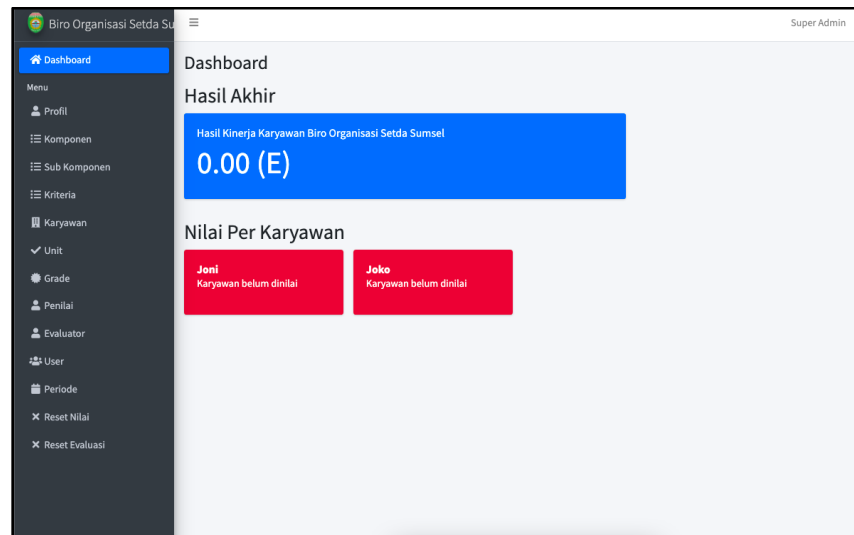 Biro Organisasi Setda Su
Super Admin
Dashboard
Menu
Profil
Komponen
Sub Komponen
Kriteria
Karyawan
Unit
Grade
Penilai
Evaluator
User
Periode
Reset Nilai
Reset Evaluasi
Dashboard
Hasil Akhir
Hasil Kinerja Karyawan Biro Organisasi Setda Sumsel
0.00 (E)
Nilai Per Karyawan
Joni
Karyawan belum dinilai
Joko
Karyawan belum dinilai